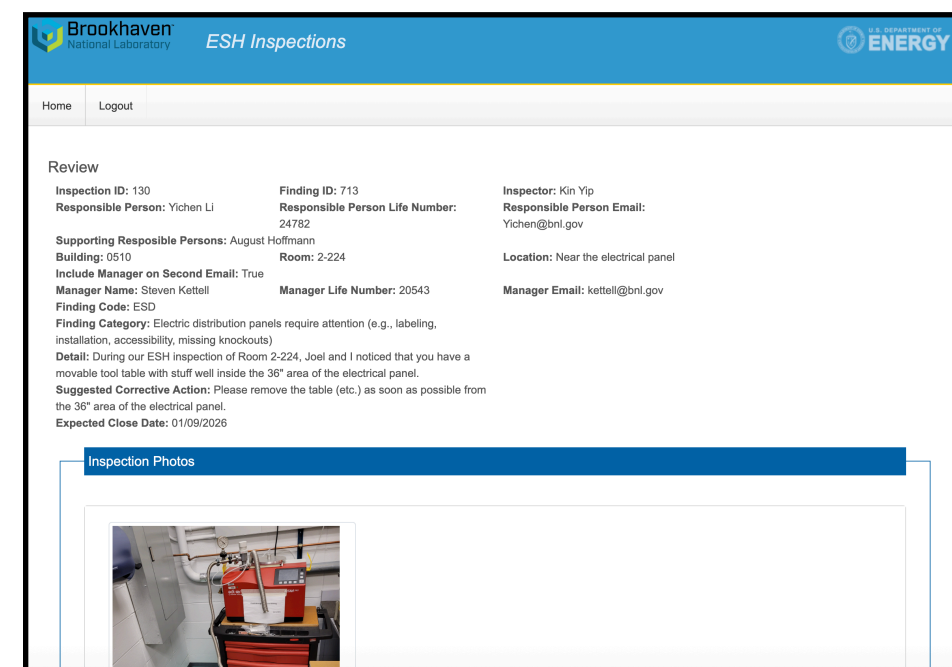 Brookhaven
National Laboratory
ESH Inspections
U.S. DEPARTMENT OF
ENERGY
Home Logout
Review
Inspection ID: 130 Finding ID: 713 Inspector: Kin Yip
Responsible Person: Yichen Li Responsible Person Life Number: Responsible Person Email:
24782 Yichen@bnl.gov
Supporting Resposible Persons: August Hoffmann
Building: 0510 Room: 2-224 Location: Near the electrical panel
Include Manager on Second Email: True
Manager Name: Steven Kettell Manager Life Number: 20543 Manager Email: kettell@bnl.gov
Finding Code: ESD
Finding Category: Electric distribution panels require attention (e.g., labeling,
installation, accessibility, missing knockouts)
Detail: During our ESH inspection of Room 2-224, Joel and I noticed that you have a
movable tool table with stuff well inside the 36" area of the electrical panel.
Suggested Corrective Action: Please remove the table (etc.) as soon as possible from
the 36" area of the electrical panel.
Expected Close Date: 01/09/2026
Inspection Photos